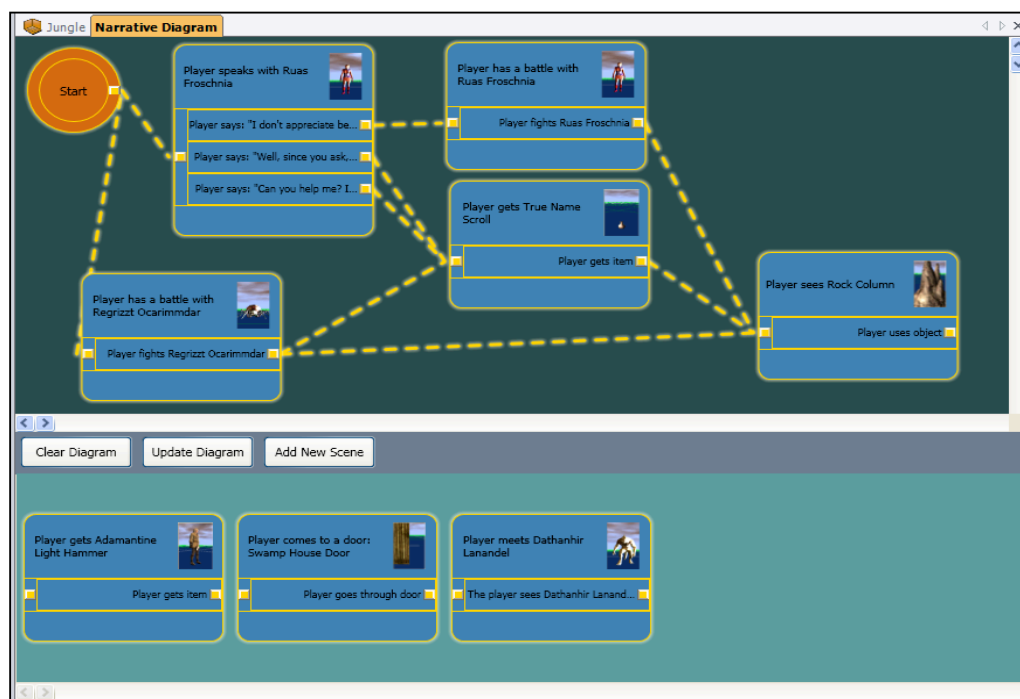 Jungle Narrative Diagram
Start
Player speaks with Ruas
Froschnia
Player says: "I don't appreciate be...
Player says: "Well, since you ask,...
Player says: "Can you help me? I...
Player has a battle with
Ruas Froschnia
Player fights Ruas Froschnia
Player gets True Name
Scroll
Player gets item
Player has a battle with
Regrizzt Ocarimmdar
Player fights Regrizzt Ocarimmdar
Player sees Rock Column
Player uses object
Clear Diagram Update Diagram Add New Scene
Player gets Adamantine
Light Hammer
Player gets item
Player comes to a door:
Swamp House Door
Player goes through door
Player meets Dathanhir
Lanandel
The player sees Dathanhir Lanand...